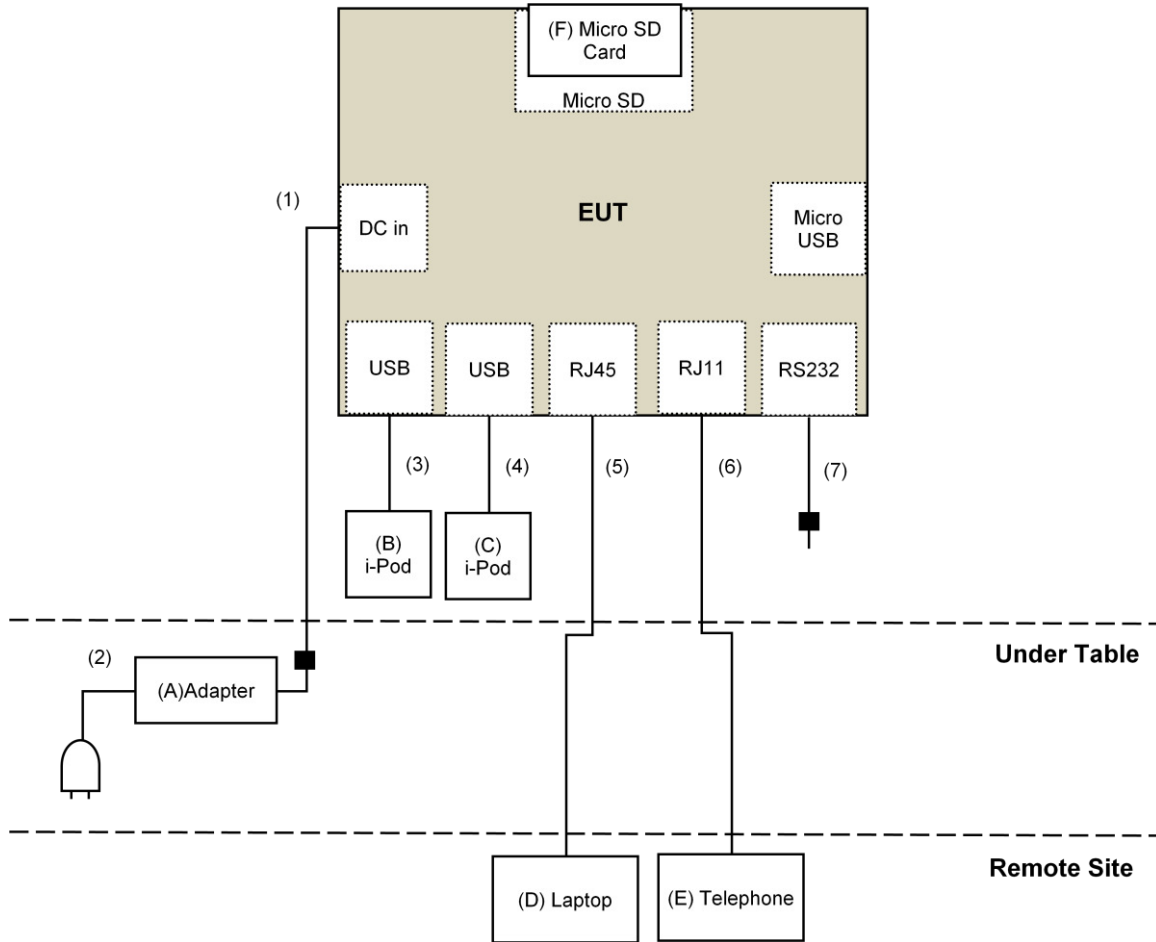 (F) Micro SD
Card
Micro SD
(1)
DC in
EUT
Micro
USB
USB
USB
RJ45
RJ11
RS232
(3)
(4)
(5)
(6)
(7)
(B)
i-Pod
(C)
i-Pod
Under Table
(2)
(A)Adapter
Remote Site
(D) Laptop
(E) Telephone